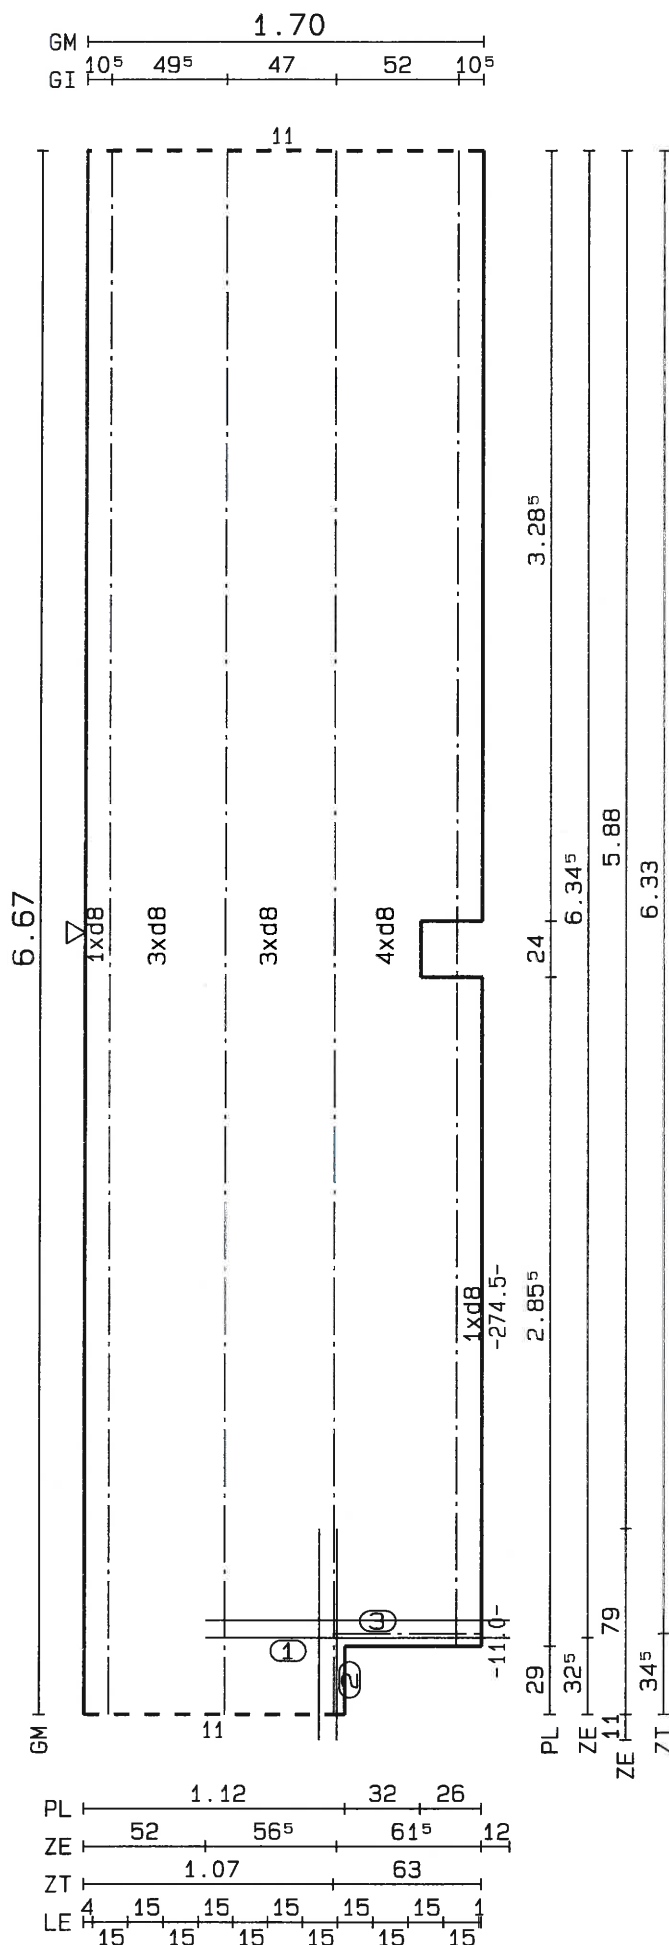 GM 1.70
GI 10⁵ 49⁵ 47 52 10⁵
11
3.28⁵
5.88
6.34⁵
6.33
6.67
1xd8 3xd8 3xd8 4xd8
24
1xd8
-274.5-
2.85⁵
-11.0-
3
1
2
79
29
32⁵
34⁵
11
11
GM PL ZE ZE ZT
PL 1.12 32 26
ZE 52 56⁵ 61⁵ 12
ZT 1.07 63
4 15 15 15 15 15 1
LE
15 15 15 15 15 15